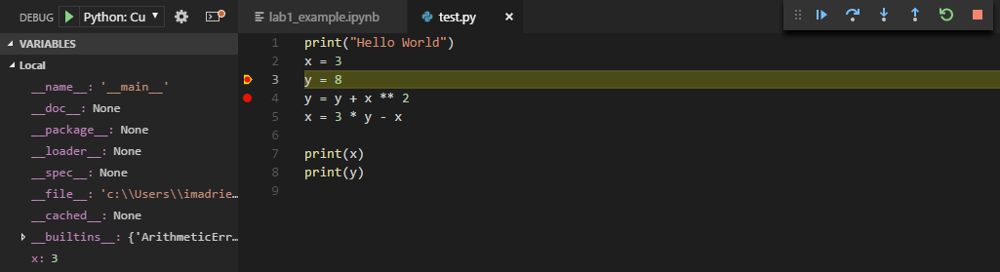 DEBUG Python: Cu
lab1_example.ipynb
test.py
VARIABLES
Local
__name__: '__main__'
__doc__: None
__package__: None
__loader__: None
__spec__: None
__file__: 'c:\\Users\\imadrie…
__cached__: None
__builtins__: {'ArithmeticErr…
x: 3
1 print("Hello World")
2 x = 3
3 y = 8
4 y = y + x ** 2
5 x = 3 * y - x
6
7 print(x)
8 print(y)
9